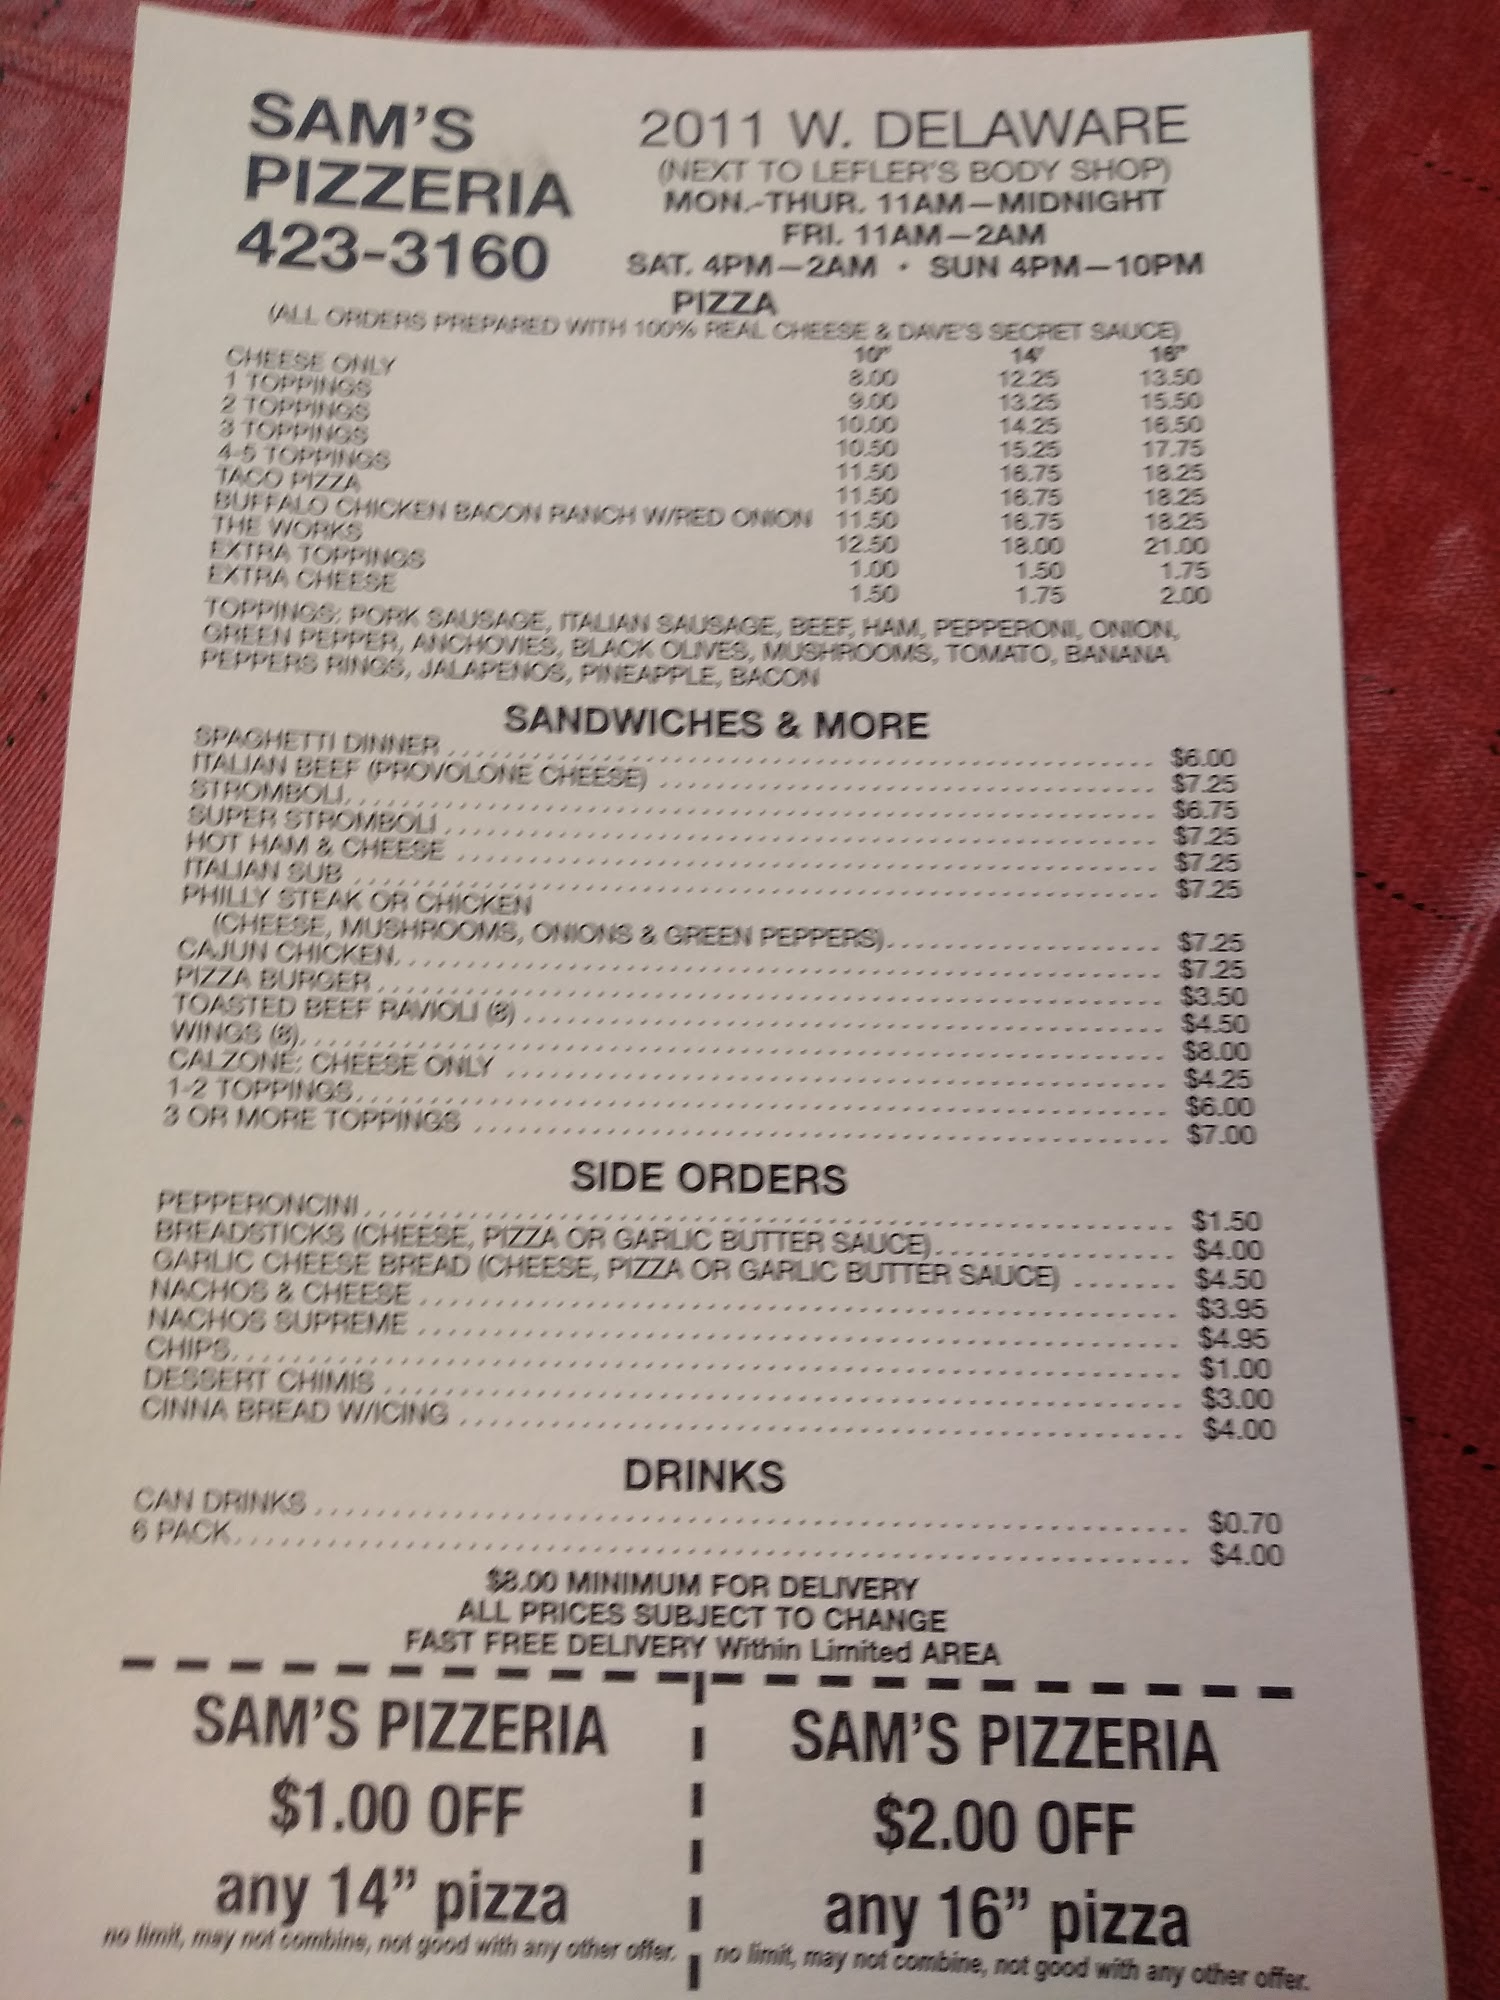 SAM'S
PIZZERIA
423-3160
2011 W. DELAWARE
(NEXT TO LEFLER'S BODY SHOP)
MON.-THUR. 11AM—MIDNIGHT
FRI. 11AM—2AM
SAT. 4PM—2AM • SUN 4PM—10PM
PIZZA
(ALL ORDERS PREPARED WITH 100% REAL CHEESE & DAVE'S SECRET SAUCE)
10" 14' 16"
CHEESE ONLY 8.00 12.25 13.50
1 TOPPINGS 9.00 13.25 15.50
2 TOPPINGS 10.00 14.25 16.50
3 TOPPINGS 10.50 15.25 17.75
4-5 TOPPINGS 11.50 16.75 18.25
TACO PIZZA 11.50 16.75 18.25
BUFFALO CHICKEN BACON RANCH W/RED ONION 11.50 16.75 18.25
THE WORKS 12.50 18.00 21.00
EXTRA TOPPINGS 1.00 1.50 1.75
EXTRA CHEESE 1.50 1.75 2.00
TOPPINGS: PORK SAUSAGE, ITALIAN SAUSAGE, BEEF, HAM, PEPPERONI, ONION,
GREEN PEPPER, ANCHOVIES, BLACK OLIVES, MUSHROOMS, TOMATO, BANANA
PEPPERS RINGS, JALAPENOS, PINEAPPLE, BACON
SANDWICHES & MORE
SPAGHETTI DINNER $6.00
ITALIAN BEEF (PROVOLONE CHEESE) $7.25
STROMBOLI $6.75
SUPER STROMBOLI $7.25
HOT HAM & CHEESE $7.25
ITALIAN SUB $7.25
PHILLY STEAK OR CHICKEN
(CHEESE, MUSHROOMS, ONIONS & GREEN PEPPERS) $7.25
CAJUN CHICKEN $7.25
PIZZA BURGER $3.50
TOASTED BEEF RAVIOLI (8) $4.50
WINGS (8) $8.00
CALZONE: CHEESE ONLY $4.25
1-2 TOPPINGS $6.00
3 OR MORE TOPPINGS $7.00
SIDE ORDERS
PEPPERONCINI $1.50
BREADSTICKS (CHEESE, PIZZA OR GARLIC BUTTER SAUCE) $4.00
GARLIC CHEESE BREAD (CHEESE, PIZZA OR GARLIC BUTTER SAUCE) $4.50
NACHOS & CHEESE $3.95
NACHOS SUPREME $4.95
CHIPS $1.00
DESSERT CHIMIS $3.00
CINNA BREAD W/ICING $4.00
DRINKS
CAN DRINKS $0.70
6 PACK $4.00
$8.00 MINIMUM FOR DELIVERY
ALL PRICES SUBJECT TO CHANGE
FAST FREE DELIVERY Within Limited AREA
SAM'S PIZZERIA
$1.00 OFF
any 14" pizza
no limit, may not combine, not good with any other offer.
SAM'S PIZZERIA
$2.00 OFF
any 16" pizza
no limit, may not combine, not good with any other offer.